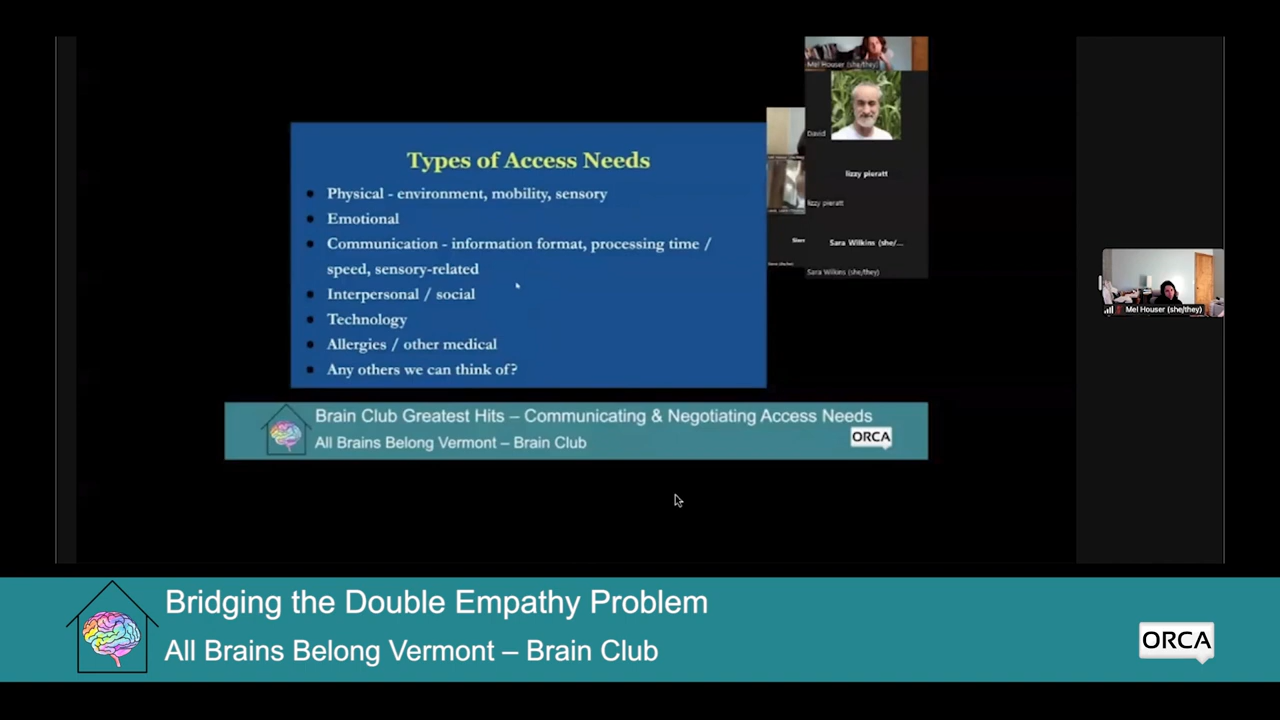 Types of Access Needs
Physical - environment, mobility, sensory
Emotional
Communication - information format, processing time /
speed, sensory-related
Interpersonal / social
Technology
Allergies / other medical
Any others we can think of?
Mel Houser (she/they)
David
lizzy pieratt
lizzy pieratt
Sara Wilkins (she/...
Sara Wilkins (she/they)
Brain Club Greatest Hits – Communicating & Negotiating Access Needs
All Brains Belong Vermont – Brain Club
ORCA
Mel Houser (she/they)
Bridging the Double Empathy Problem
All Brains Belong Vermont – Brain Club
ORCA